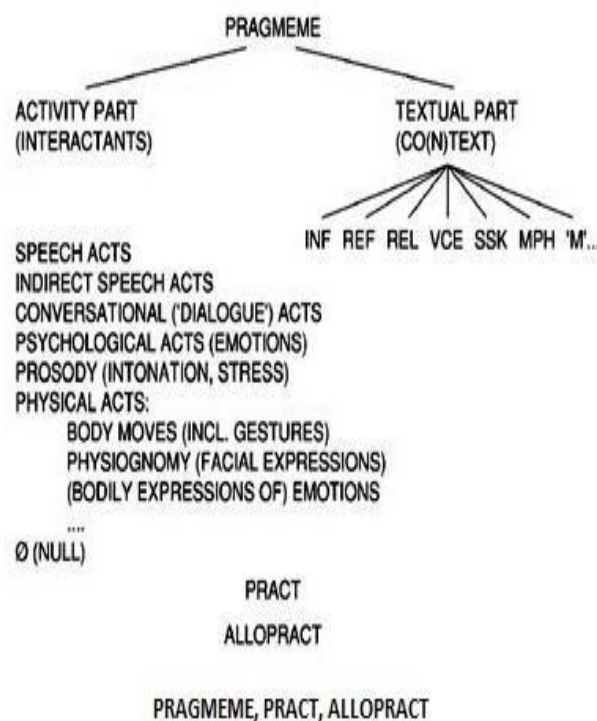 PRAGMEME
ACTIVITY PART
(INTERACTANTS)
TEXTUAL PART
(CO(N)TEXT)
INF REF REL VCE SSK MPH 'M'...
SPEECH ACTS
INDIRECT SPEECH ACTS
CONVERSATIONAL ('DIALOGUE') ACTS
PSYCHOLOGICAL ACTS (EMOTIONS)
PROSODY (INTONATION, STRESS)
PHYSICAL ACTS:
BODY MOVES (INCL. GESTURES)
PHYSIOGNOMY (FACIAL EXPRESSIONS)
(BODILY EXPRESSIONS OF) EMOTIONS
....
Ø (NULL)
PRACT
ALLOPRACT
PRAGMEME, PRACT, ALLOPRACT